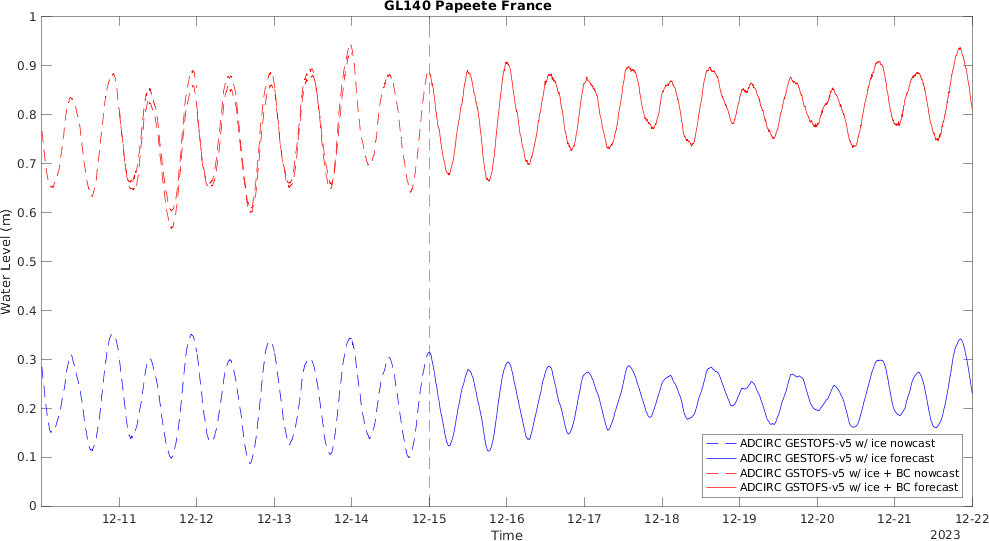 GL140 Papeete France
1
0.9
0.8
0.7
0.6
0.5
0.4
0.3
0.2
0.1
0
Water Level (m)
12-11 12-12 12-13 12-14 12-15 12-16 12-17 12-18 12-19 12-20 12-21 12-22
Time
2023
ADCIRC GESTOFS-v5 w/ ice nowcast
ADCIRC GESTOFS-v5 w/ ice forecast
ADCIRC GSTOFS-v5 w/ ice + BC nowcast
ADCIRC GSTOFS-v5 w/ ice + BC forecast